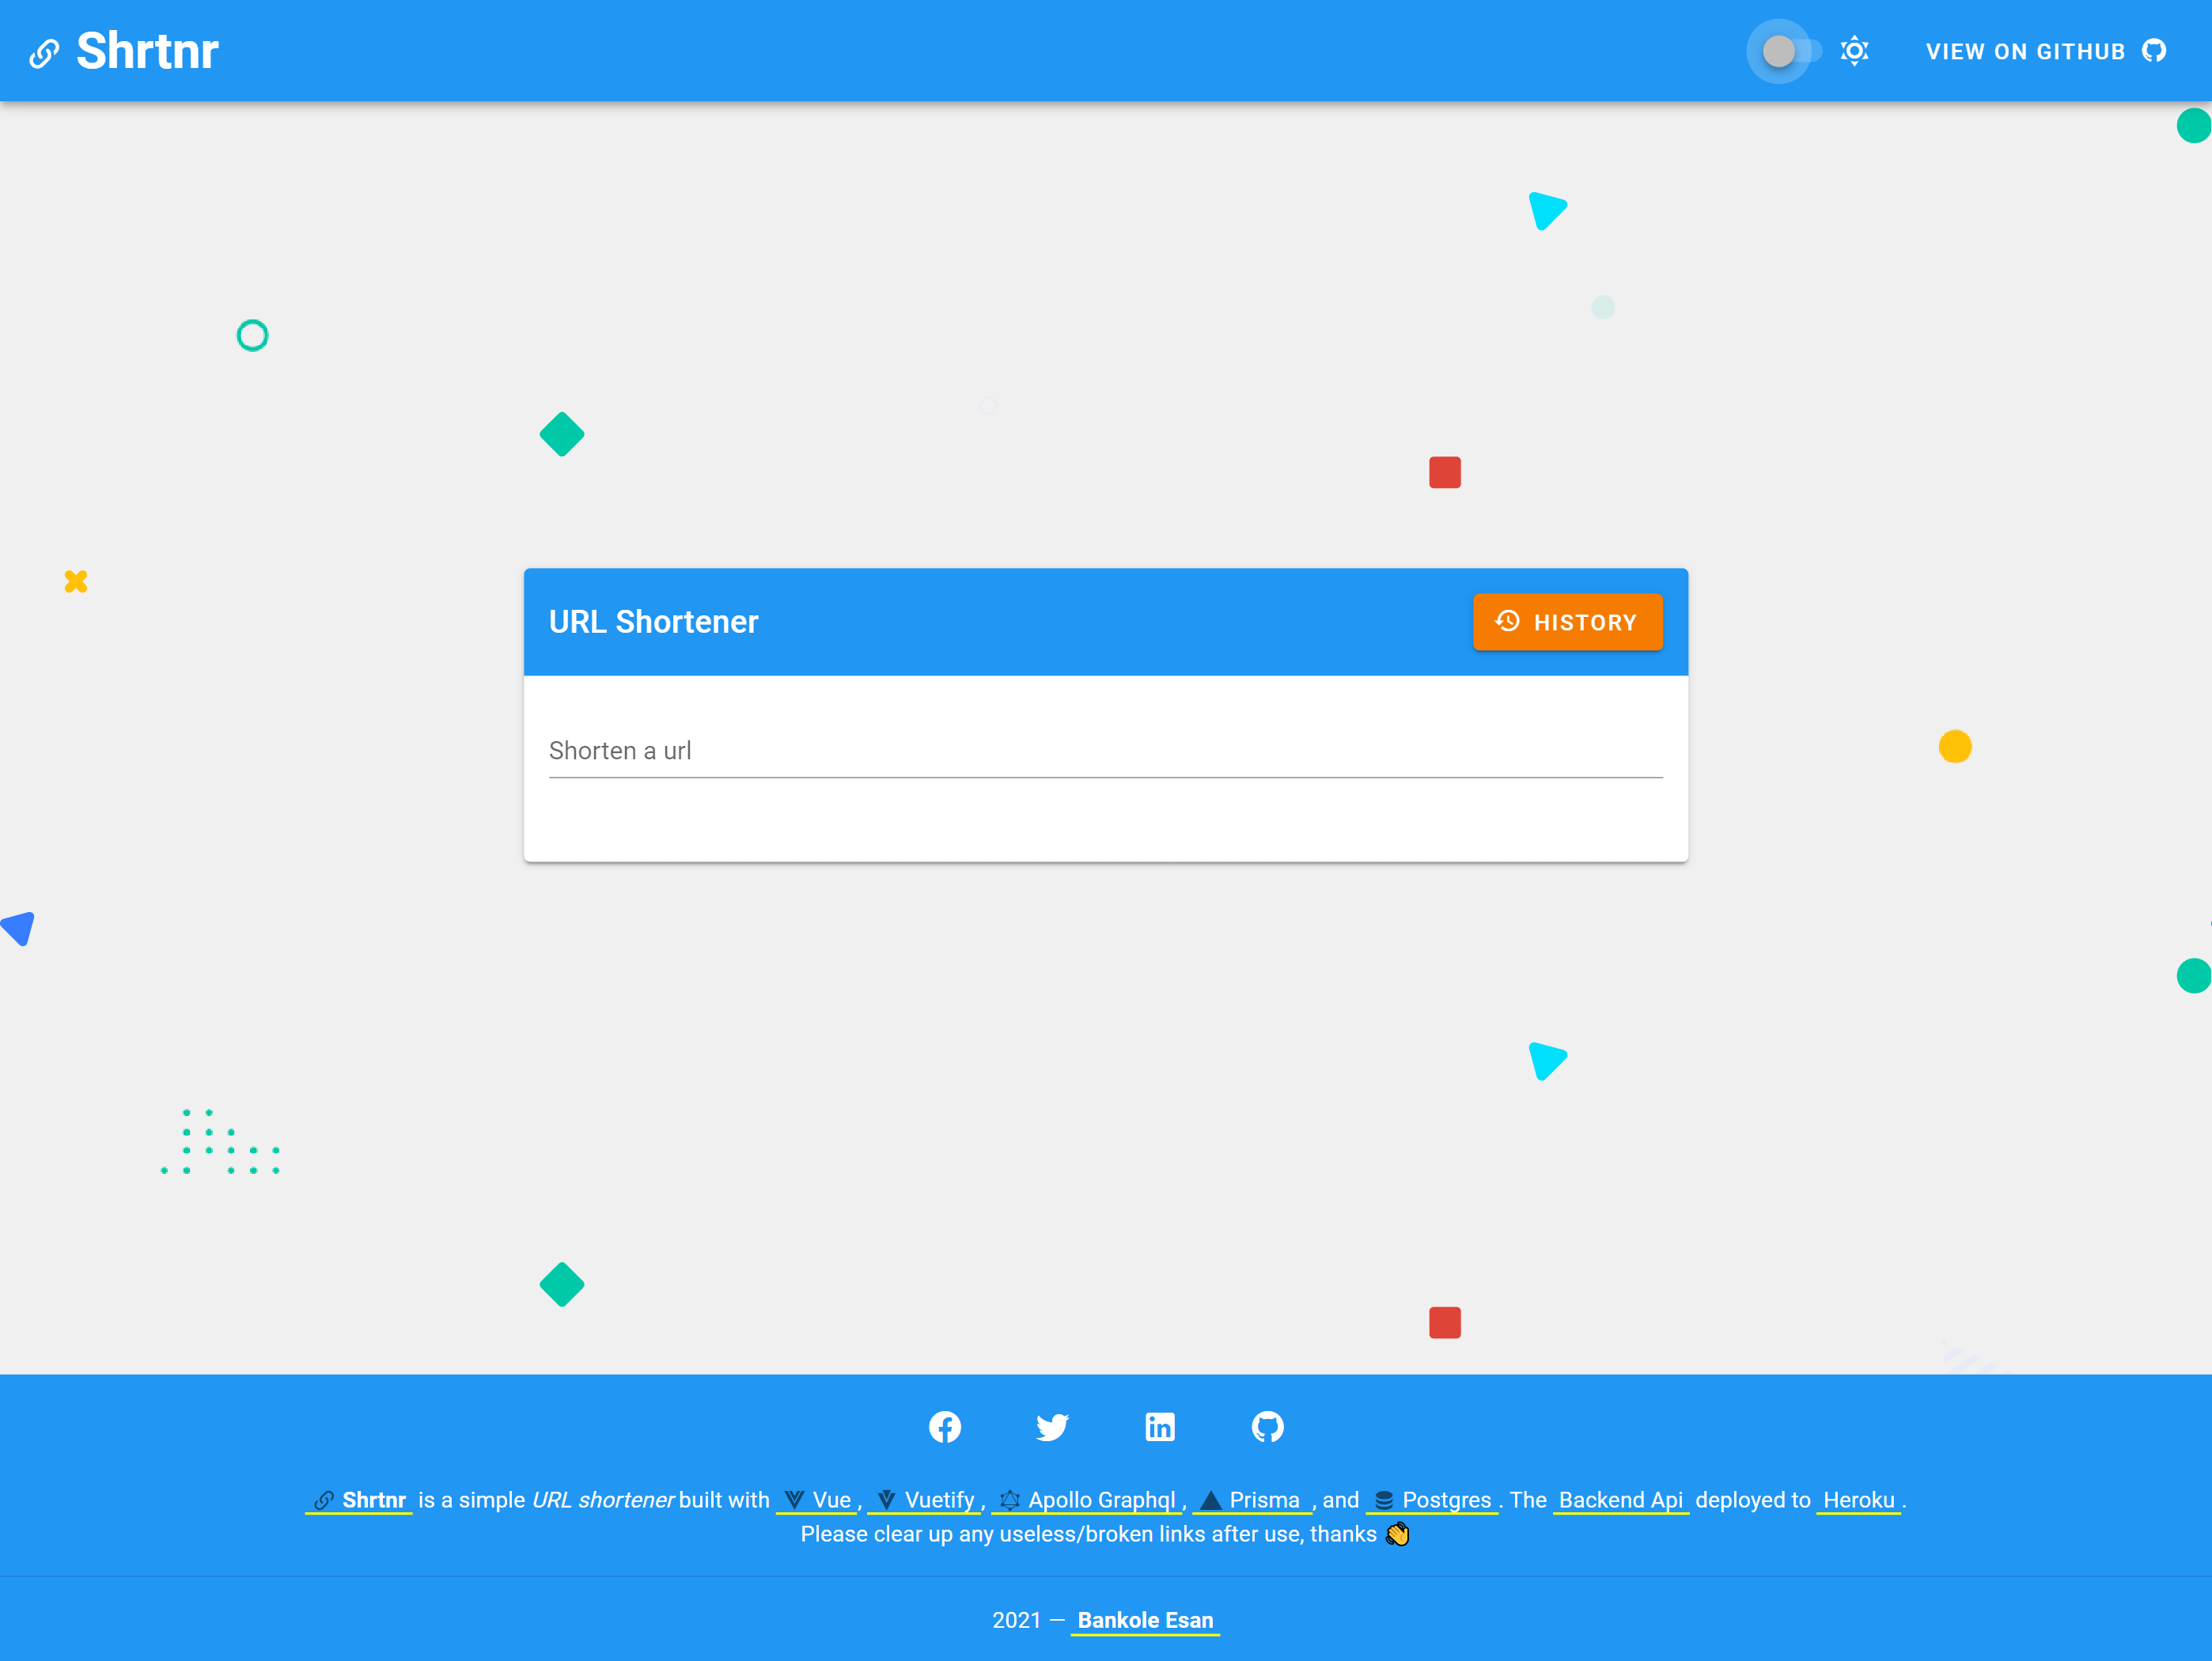 Shrtnr
VIEW ON GITHUB
URL Shortener
HISTORY
Shorten a url
Shrtnr is a simple URL shortener built with Vue, Vuetify, Apollo Graphql, Prisma, and Postgres. The Backend Api deployed to Heroku.
Please clear up any useless/broken links after use, thanks 👏
2021 — Bankole Esan